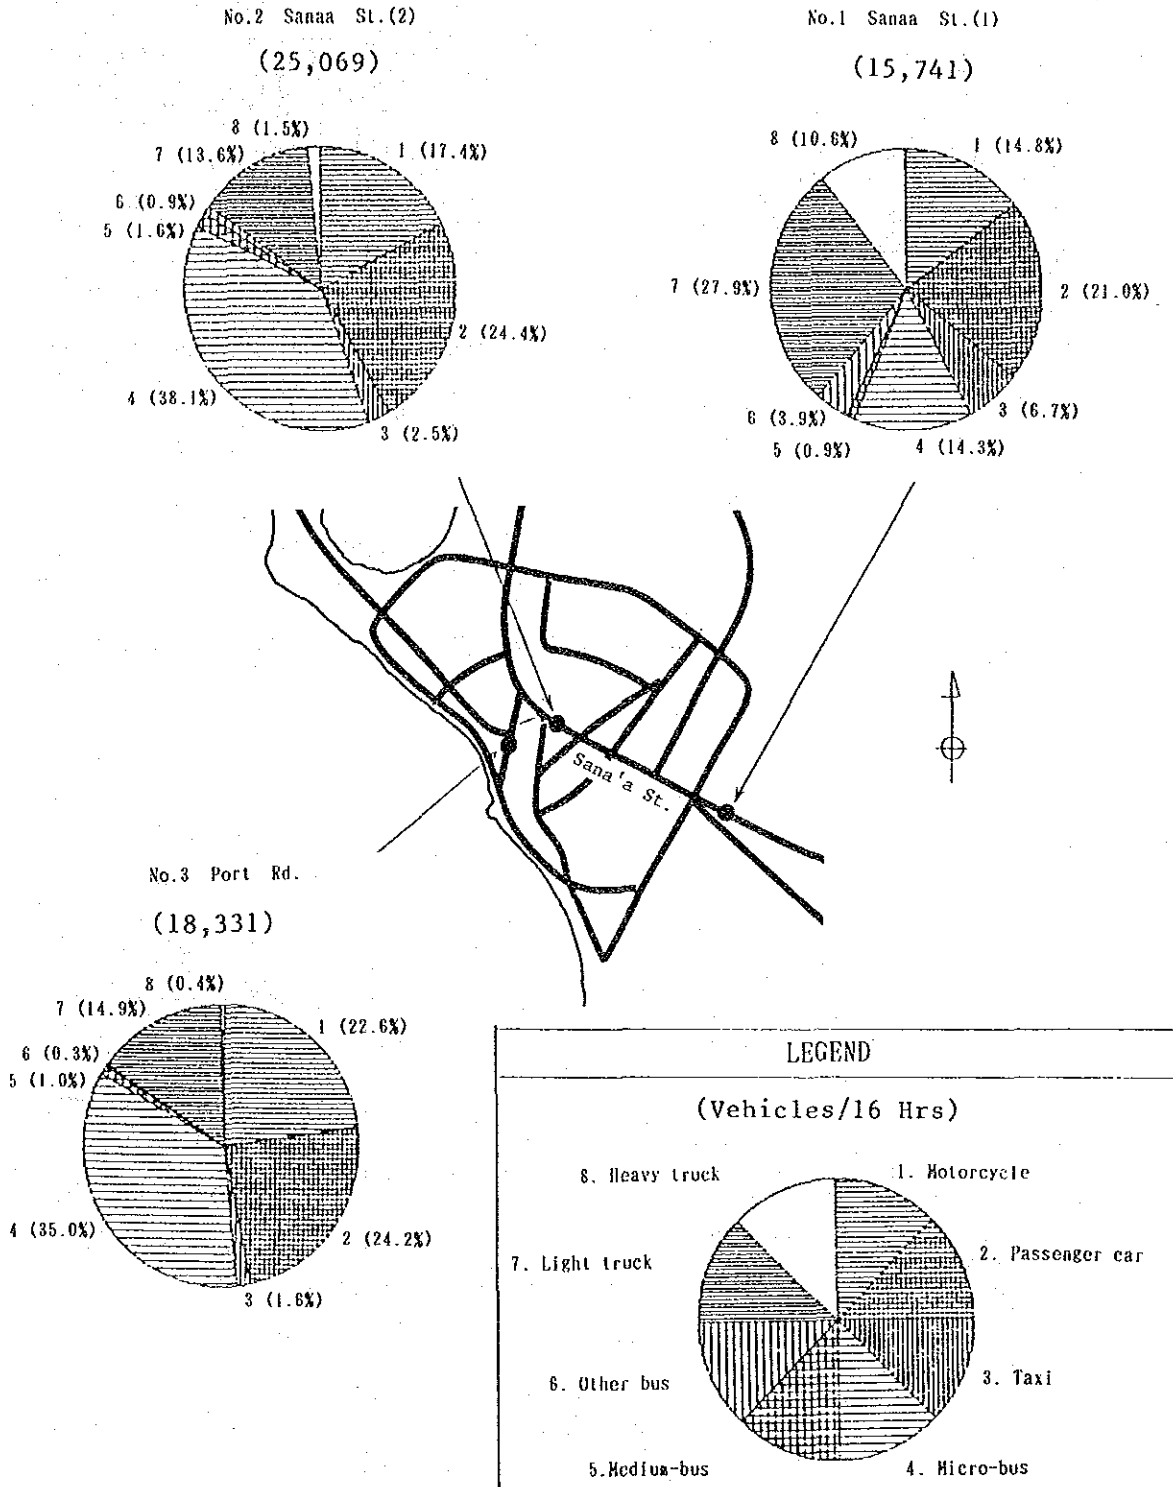 No.2 Sanaa St.(2)
(25,069)
8 (1.5%)
1 (17.4%)
7 (13.6%)
6 (0.9%)
5 (1.6%)
2 (24.4%)
4 (38.1%)
3 (2.5%)
No.1 Sanaa St.(1)
(15,741)
8 (10.6%)
1 (14.8%)
7 (27.9%)
2 (21.0%)
3 (6.7%)
6 (3.9%)
5 (0.9%)
4 (14.3%)
Sana'a St.
No.3 Port Rd.
(18,331)
8 (0.4%)
7 (14.9%)
1 (22.6%)
6 (0.3%)
5 (1.0%)
4 (35.0%)
2 (24.2%)
3 (1.6%)
LEGEND
(Vehicles/16 Hrs)
8. Heavy truck
1. Motorcycle
7. Light truck
2. Passenger car
6. Other bus
3. Taxi
5.Medium-bus
4. Micro-bus